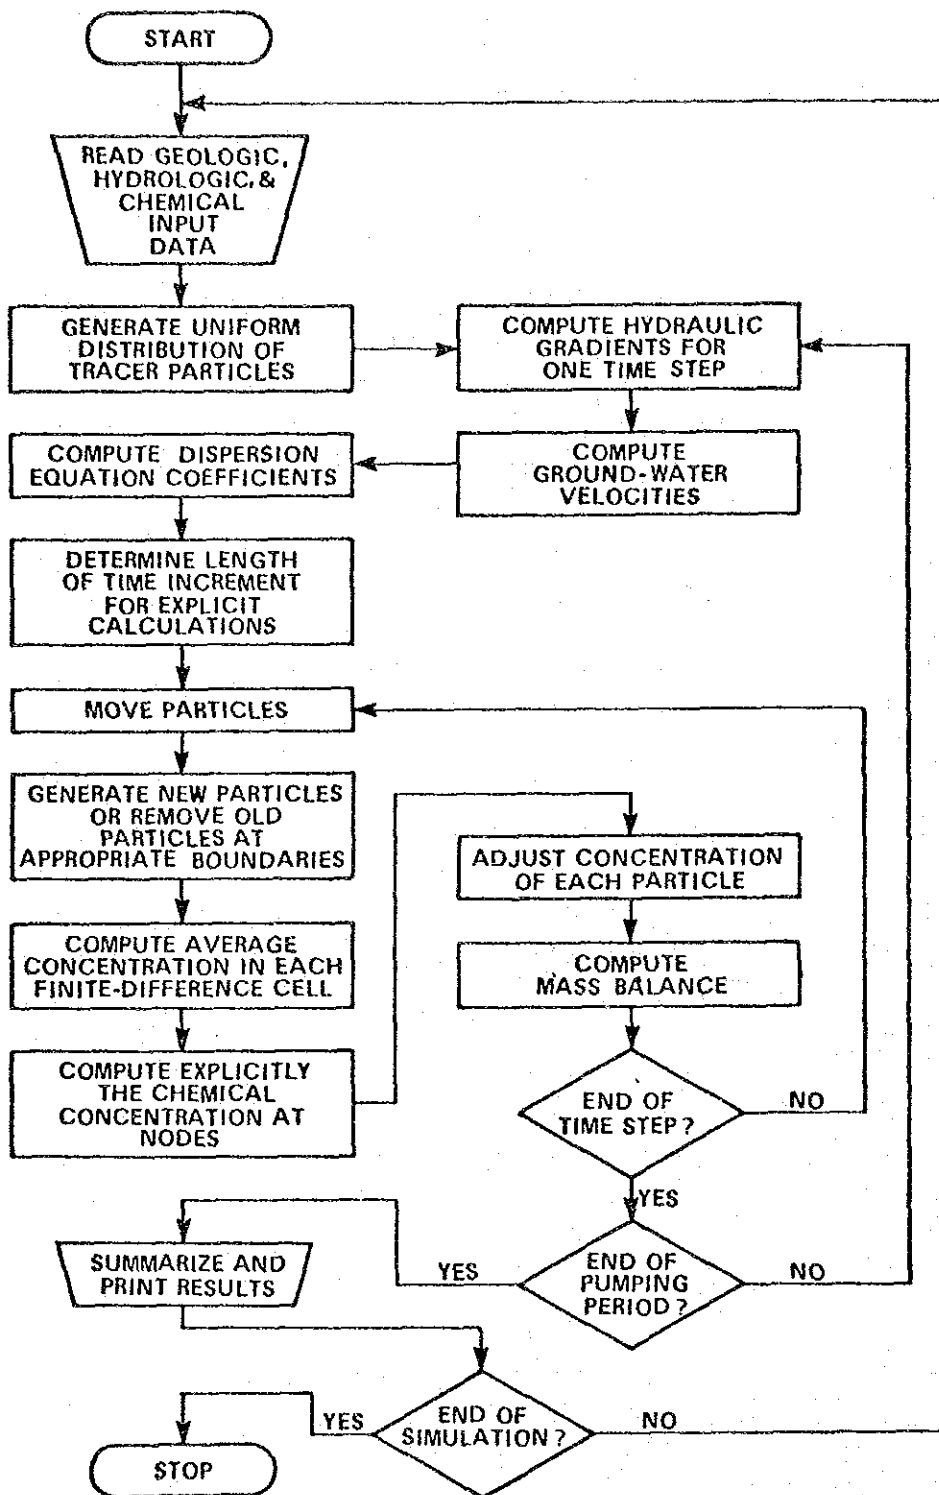 START
READ GEOLOGIC,
HYDROLOGIC, &
CHEMICAL
INPUT
DATA
GENERATE UNIFORM
DISTRIBUTION OF
TRACER PARTICLES
COMPUTE HYDRAULIC
GRADIENTS FOR
ONE TIME STEP
COMPUTE
GROUND-WATER
VELOCITIES
COMPUTE DISPERSION
EQUATION COEFFICIENTS
DETERMINE LENGTH
OF TIME INCREMENT
FOR EXPLICIT
CALCULATIONS
MOVE PARTICLES
GENERATE NEW PARTICLES
OR REMOVE OLD
PARTICLES AT
APPROPRIATE BOUNDARIES
COMPUTE AVERAGE
CONCENTRATION IN EACH
FINITE-DIFFERENCE CELL
COMPUTE EXPLICITLY
THE CHEMICAL
CONCENTRATION AT
NODES
ADJUST CONCENTRATION
OF EACH PARTICLE
COMPUTE
MASS BALANCE
END OF
TIME STEP?
NO
YES
END OF
PUMPING
PERIOD?
NO
YES
SUMMARIZE AND
PRINT RESULTS
END OF
SIMULATION?
NO
YES
STOP